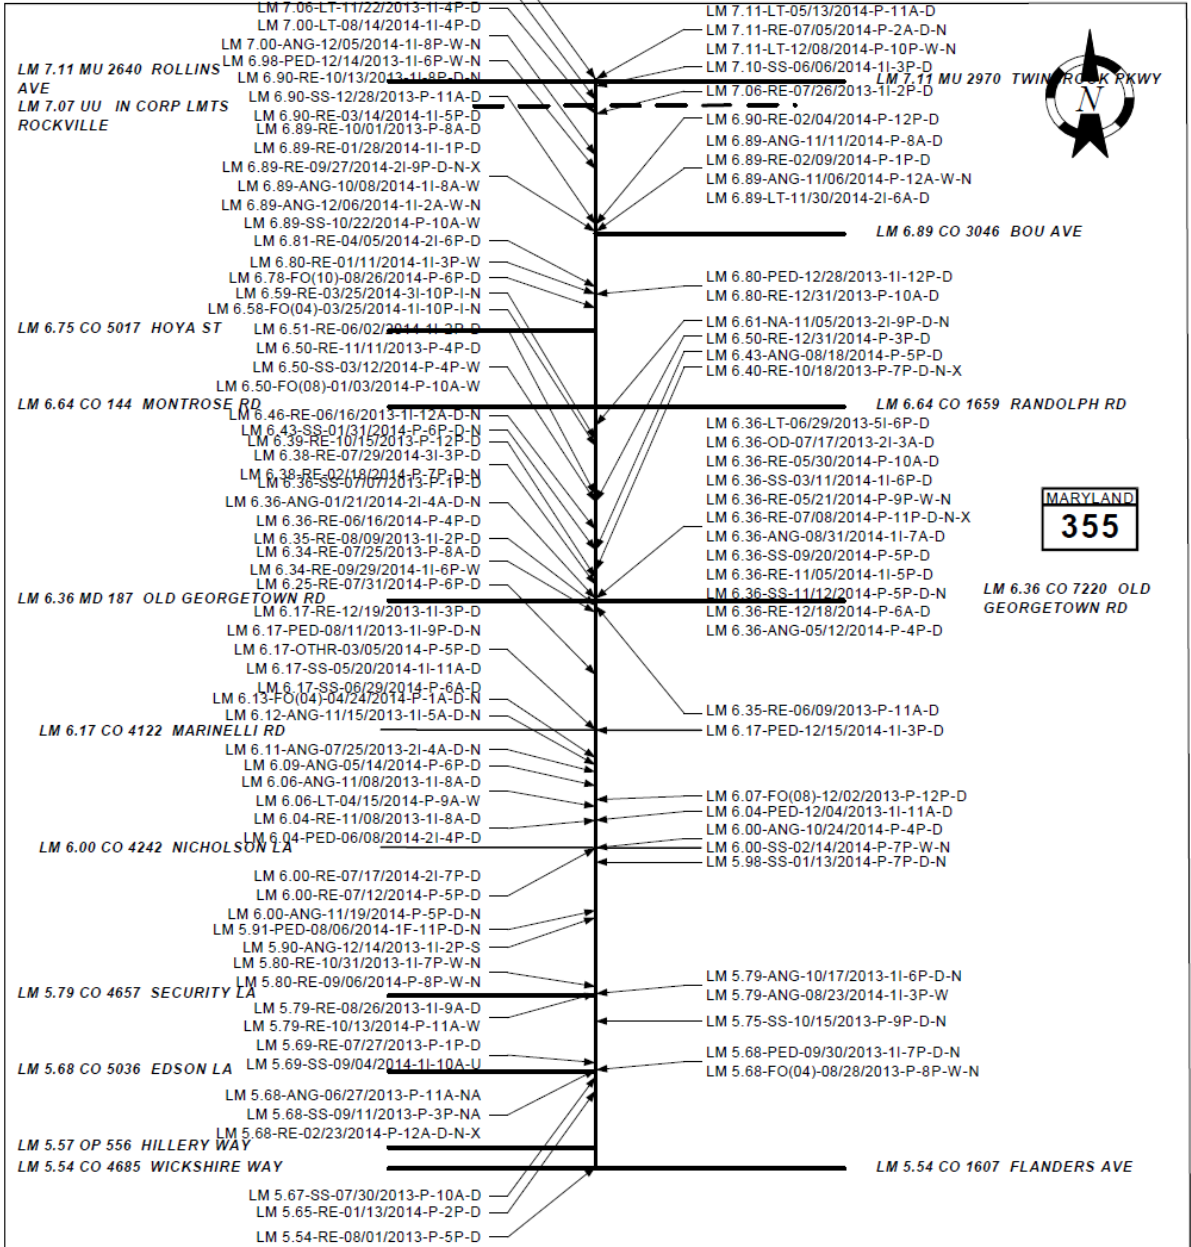 LM 7.06-LT-11/22/2013-1I-4P-D
LM 7.00-LT-08/14/2014-1I-4P-D
LM 7.00-ANG-12/05/2014-1I-8P-W-N
LM 6.98-PED-12/14/2013-1I-6P-W-N
LM 6.90-RE-10/13/2013-1I-8P-D-N
LM 6.90-SS-12/28/2013-P-11A-D
LM 6.90-RE-03/14/2014-1I-5P-D
LM 6.89-RE-10/01/2013-P-8A-D
LM 6.89-RE-01/28/2014-1I-1P-D
LM 6.89-RE-09/27/2014-2I-9P-D-N-X
LM 6.89-ANG-10/08/2014-1I-8A-W
LM 6.89-ANG-12/06/2014-1I-2A-W-N
LM 6.89-SS-10/22/2014-P-10A-W
LM 6.81-RE-04/05/2014-2I-6P-D
LM 6.80-RE-01/11/2014-1I-3P-W
LM 6.78-FO(10)-08/26/2014-P-6P-D
LM 6.59-RE-03/25/2014-3I-10P-I-N
LM 6.58-FO(04)-03/25/2014-1I-10P-I-N
LM 6.51-RE-06/02/2014-1I-2P-D
LM 6.50-RE-11/11/2013-P-4P-D
LM 6.50-SS-03/12/2014-P-4P-W
LM 6.50-FO(08)-01/03/2014-P-10A-W
LM 6.46-RE-06/16/2013-1I-12A-D-N
LM 6.43-SS-01/31/2014-P-6P-D-N
LM 6.39-RE-10/15/2013-P-12P-D
LM 6.38-RE-07/29/2014-3I-3P-D
LM 6.38-RE-02/18/2014-P-7P-D-N
LM 6.36-SS-07/07/2013-P-1P-D
LM 6.36-ANG-01/21/2014-2I-4A-D-N
LM 6.36-RE-06/16/2014-P-4P-D
LM 6.35-RE-08/09/2013-1I-2P-D
LM 6.34-RE-07/25/2013-P-8A-D
LM 6.34-RE-09/29/2014-1I-6P-W
LM 6.25-RE-07/31/2014-P-6P-D
LM 6.17-RE-12/19/2013-1I-3P-D
LM 6.17-PED-08/11/2013-1I-9P-D-N
LM 6.17-OTHR-03/05/2014-P-5P-D
LM 6.17-SS-05/20/2014-1I-11A-D
LM 6.17-SS-06/29/2014-P-6A-D
LM 6.13-FO(04)-04/24/2014-P-1A-D-N
LM 6.12-ANG-11/15/2013-1I-5A-D-N
LM 6.11-ANG-07/25/2013-2I-4A-D-N
LM 6.09-ANG-05/14/2014-P-6P-D
LM 6.06-ANG-11/08/2013-1I-8A-D
LM 6.06-LT-04/15/2014-P-9A-W
LM 6.04-RE-11/08/2013-1I-8A-D
LM 6.04-PED-06/08/2014-2I-4P-D
LM 6.00-RE-07/17/2014-2I-7P-D
LM 6.00-RE-07/12/2014-P-5P-D
LM 6.00-ANG-11/19/2014-P-5P-D-N
LM 5.91-PED-08/06/2014-1F-11P-D-N
LM 5.90-ANG-12/14/2013-1I-2P-S
LM 5.80-RE-10/31/2013-1I-7P-W-N
LM 5.80-RE-09/06/2014-P-8P-W-N
LM 5.79-RE-08/26/2013-1I-9A-D
LM 5.79-RE-10/13/2014-P-11A-W
LM 5.69-RE-07/27/2013-P-1P-D
LM 5.69-SS-09/04/2014-1I-10A-U
LM 5.68-ANG-06/27/2013-P-11A-NA
LM 5.68-SS-09/11/2013-P-3P-NA
LM 5.68-RE-02/23/2014-P-12A-D-N-X
LM 5.67-SS-07/30/2013-P-10A-D
LM 5.65-RE-01/13/2014-P-2P-D
LM 5.54-RE-08/01/2013-P-5P-D
LM 7.11 MU 2640 ROLLINS
AVE
LM 7.07 UU IN CORP LMTS
ROCKVILLE
LM 6.75 CO 5017 HOYA ST
LM 6.64 CO 144 MONTROSE RD
LM 6.36 MD 187 OLD GEORGETOWN RD
LM 6.17 CO 4122 MARINELLI RD
LM 6.00 CO 4242 NICHOLSON LA
LM 5.79 CO 4657 SECURITY LA
LM 5.68 CO 5036 EDSON LA
LM 5.57 OP 556 HILLERY WAY
LM 5.54 CO 4685 WICKSHIRE WAY
LM 7.11-LT-05/13/2014-P-11A-D
LM 7.11-RE-07/05/2014-P-2A-D-N
LM 7.11-LT-12/08/2014-P-10P-W-N
LM 7.10-SS-06/06/2014-1I-3P-D
LM 7.06-RE-07/26/2013-1I-2P-D
LM 6.90-RE-02/04/2014-P-12P-D
LM 6.89-ANG-11/11/2014-P-8A-D
LM 6.89-RE-02/09/2014-P-1P-D
LM 6.89-ANG-11/06/2014-P-12A-W-N
LM 6.89-LT-11/30/2014-2I-6A-D
LM 6.80-PED-12/28/2013-1I-12P-D
LM 6.80-RE-12/31/2013-P-10A-D
LM 6.61-NA-11/05/2013-2I-9P-D-N
LM 6.50-RE-12/31/2014-P-3P-D
LM 6.43-ANG-08/18/2014-P-5P-D
LM 6.40-RE-10/18/2013-P-7P-D-N-X
LM 6.36-LT-06/29/2013-5I-6P-D
LM 6.36-OD-07/17/2013-2I-3A-D
LM 6.36-RE-05/30/2014-P-10A-D
LM 6.36-SS-03/11/2014-1I-6P-D
LM 6.36-RE-05/21/2014-P-9P-W-N
LM 6.36-RE-07/08/2014-P-11P-D-N-X
LM 6.36-ANG-08/31/2014-1I-7A-D
LM 6.36-SS-09/20/2014-P-5P-D
LM 6.36-RE-11/05/2014-1I-5P-D
LM 6.36-SS-11/12/2014-P-5P-D-N
LM 6.36-RE-12/18/2014-P-6A-D
LM 6.36-ANG-05/12/2014-P-4P-D
LM 6.35-RE-06/09/2013-P-11A-D
LM 6.17-PED-12/15/2014-1I-3P-D
LM 6.07-FO(08)-12/02/2013-P-12P-D
LM 6.04-PED-12/04/2013-1I-11A-D
LM 6.00-ANG-10/24/2014-P-4P-D
LM 6.00-SS-02/14/2014-P-7P-W-N
LM 5.98-SS-01/13/2014-P-7P-D-N
LM 5.79-ANG-10/17/2013-1I-6P-D-N
LM 5.79-ANG-08/23/2014-1I-3P-W
LM 5.75-SS-10/15/2013-P-9P-D-N
LM 5.68-PED-09/30/2013-1I-7P-D-N
LM 5.68-FO(04)-08/28/2013-P-8P-W-N
LM 7.11 MU 2970 TWINBROOK PKWY
N
LM 6.89 CO 3046 BOU AVE
LM 6.64 CO 1659 RANDOLPH RD
MARYLAND
355
LM 6.36 CO 7220 OLD
GEORGETOWN RD
LM 5.54 CO 1607 FLANDERS AVE